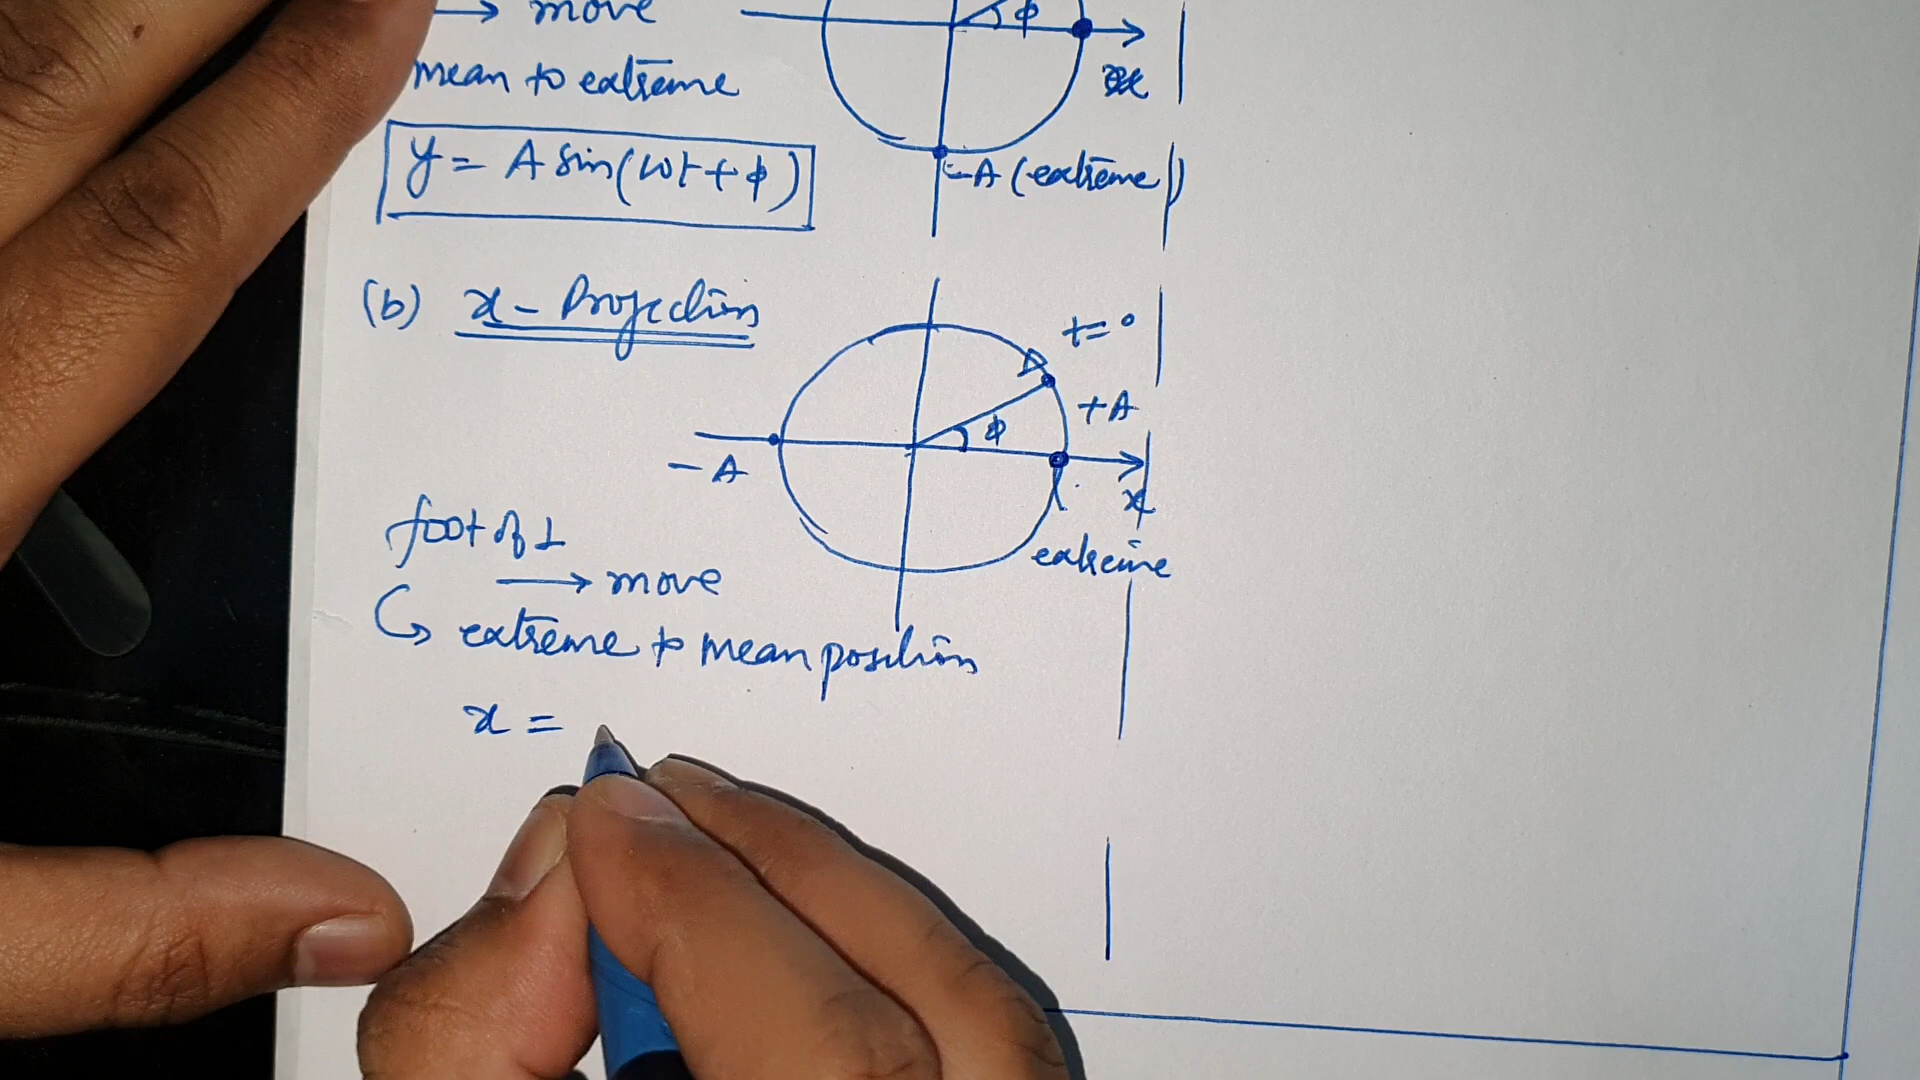 → move
mean to extreme
y = A sin(ωt + ϕ)
ϕ
x
-A (extreme)
(b) x - Projection
t=0
+A
ϕ
-A
x
extreme
foot of ⊥
→ move
↪ extreme to mean position
x =